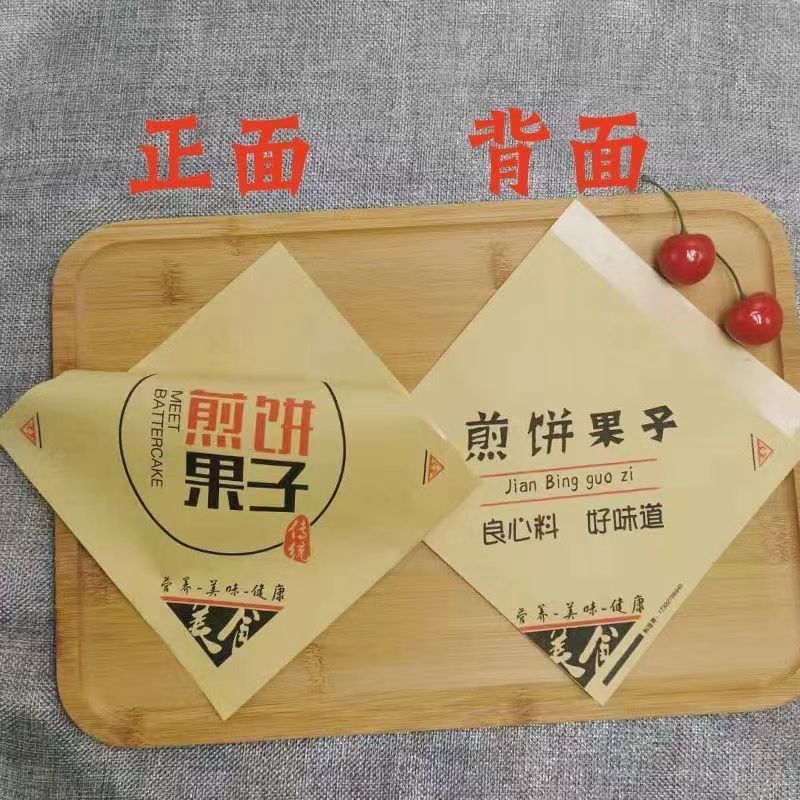 正面
背面
MEET
BATTERCAKE
煎饼
果子
传统
营养-美味-健康
美食
煎饼果子
Jian Bing guo zi
良心料 好味道
营养-美味-健康
美食